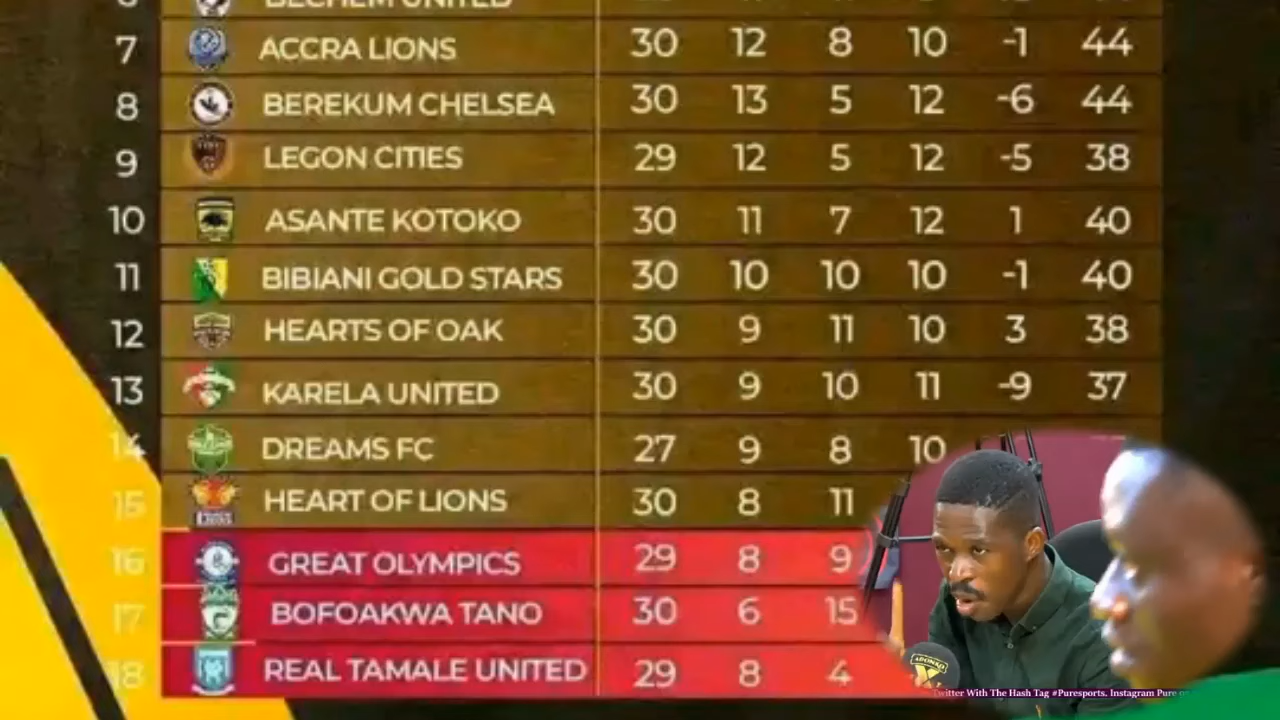 BECHEM UNITED
7 ACCRA LIONS 30 12 8 10 -1 44
8 BEREKUM CHELSEA 30 13 5 12 -6 44
9 LEGON CITIES 29 12 5 12 -5 38
10 ASANTE KOTOKO 30 11 7 12 1 40
11 BIBIANI GOLD STARS 30 10 10 10 -1 40
12 HEARTS OF OAK 30 9 11 10 3 38
13 KARELA UNITED 30 9 10 11 -9 37
14 DREAMS FC 27 9 8 10
15 HEART OF LIONS 30 8 11
16 GREAT OLYMPICS 29 8 9
17 BOFOAKWA TANO 30 6 15
18 REAL TAMALE UNITED 29 8 4
Twitter With The Hash Tag #Puresports. Instagram Pure